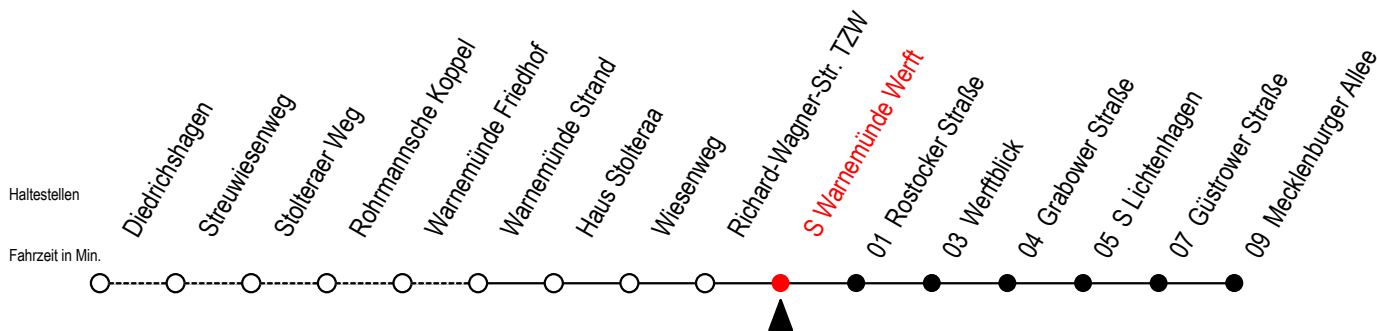 Haltestellen
Fahrzeit in Min.
Diedrichshagen
Streuwiesenweg
Stolteraer Weg
Rohrmannsche Koppel
Warnemünde Friedhof
Warnemünde Strand
Haus Stolteraa
Wiesenweg
Richard-Wagner-Str. TZW
S Warnemünde Werft
01 Rostocker Straße
03 Werftblick
04 Grabower Straße
05 S Lichtenhagen
07 Güstrower Straße
09 Mecklenburger Allee